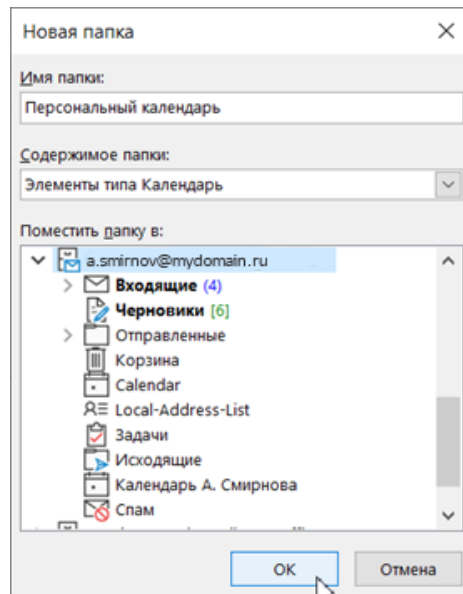 Новая папка
Имя папки:
Персональный календарь
Содержимое папки:
Элементы типа Календарь
Поместить папку в:
a.smirnov@mydomain.ru
Входящие (4)
Черновики [6]
Отправленные
Корзина
Calendar
Local-Address-List
Задачи
Исходящие
Календарь А. Смирнова
Спам
ОК
Отмена